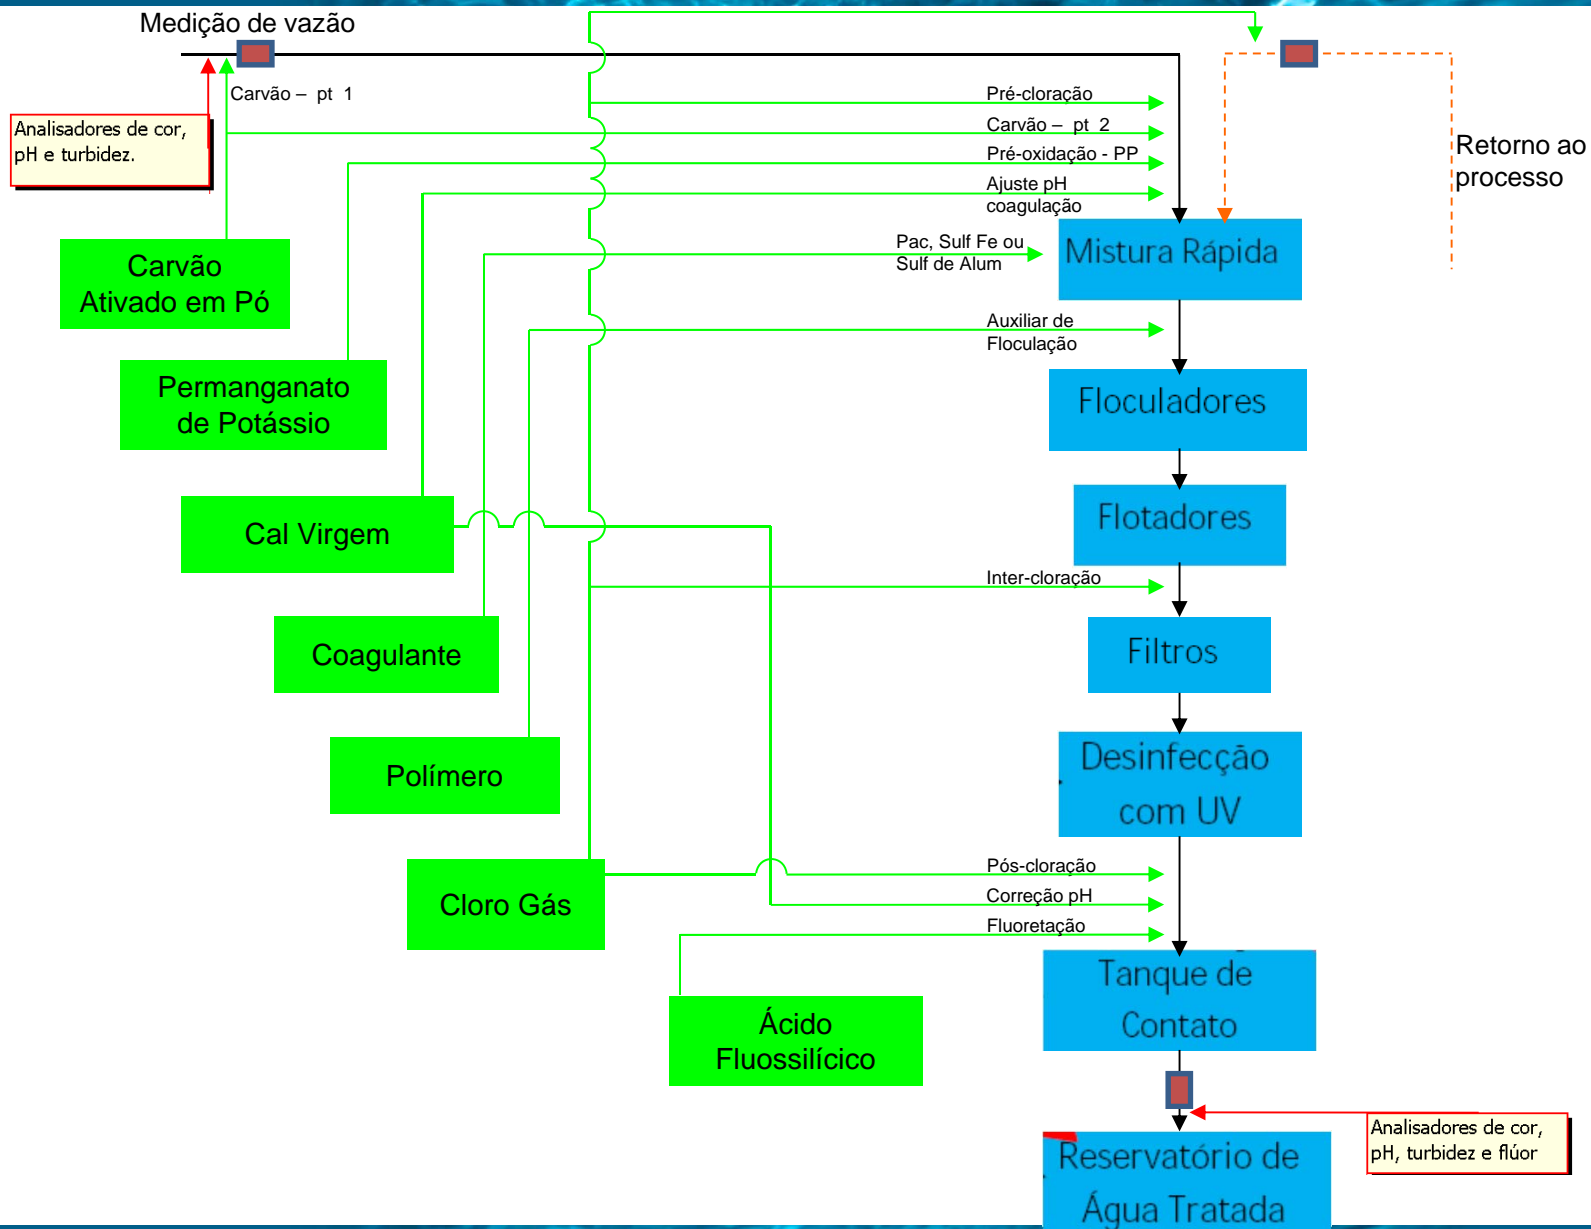 Medição de vazão
Carvão – pt 1
Analisadores de cor,
pH e turbidez.
Pré-cloração
Carvão – pt 2
Pré-oxidação - PP
Ajuste pH
coagulação
Retorno ao
processo
Pac, Sulf Fe ou
Sulf de Alum
Mistura Rápida
Carvão
Ativado em Pó
Auxiliar de
Floculação
Permanganato
de Potássio
Floculadores
Cal Virgem
Flotadores
Inter-cloração
Coagulante
Filtros
Polímero
Desinfecção
com UV
Cloro Gás
Pós-cloração
Correção pH
Fluoretação
Tanque de
Contato
Ácido
Fluossilícico
Analisadores de cor,
pH, turbidez e flúor
Reservatório de
Água Tratada